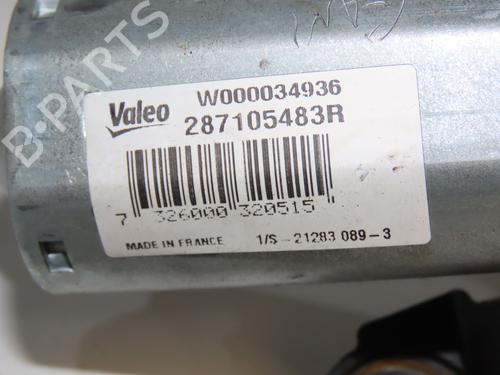 B-PARTS
Valeo
W000034936
287105483R
7 326000 320515
MADE IN FRANCE 1/S - 21283 089-3